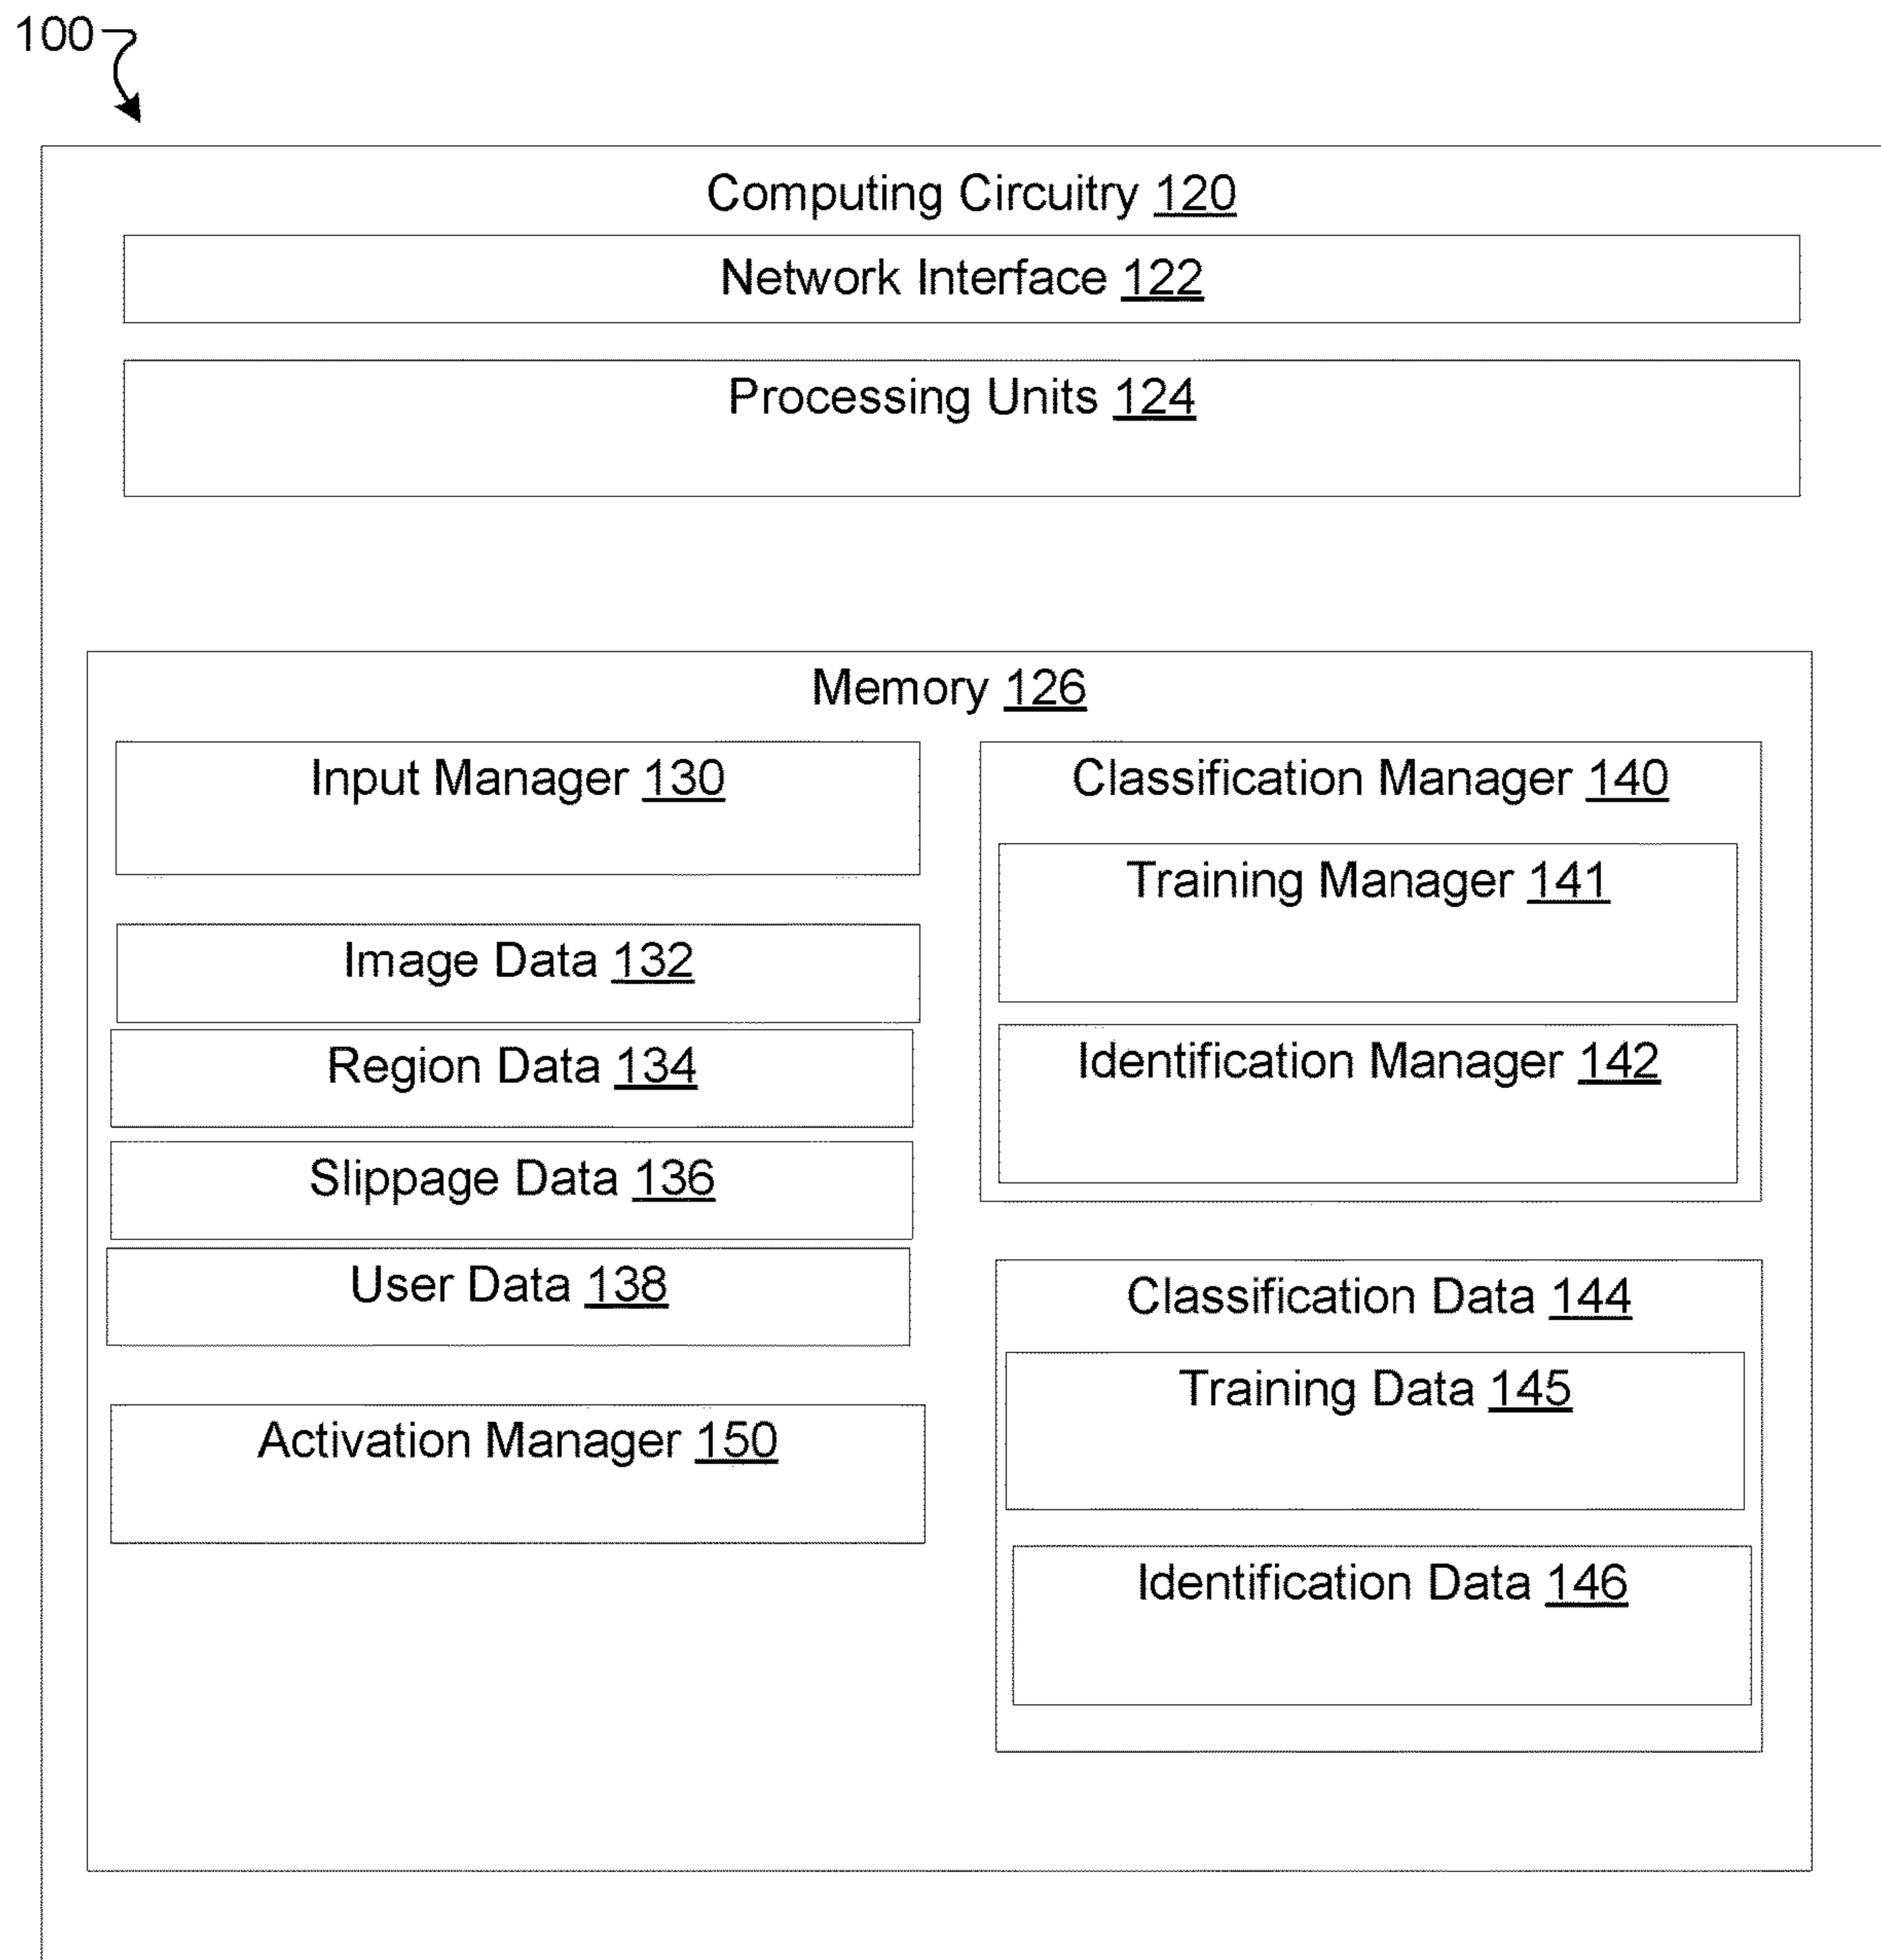 100
Computing Circuitry 120
Network Interface 122
Processing Units 124
Memory 126
Input Manager 130
Image Data 132
Region Data 134
Slippage Data 136
User Data 138
Activation Manager 150
Classification Manager 140
Training Manager 141
Identification Manager 142
Classification Data 144
Training Data 145
Identification Data 146